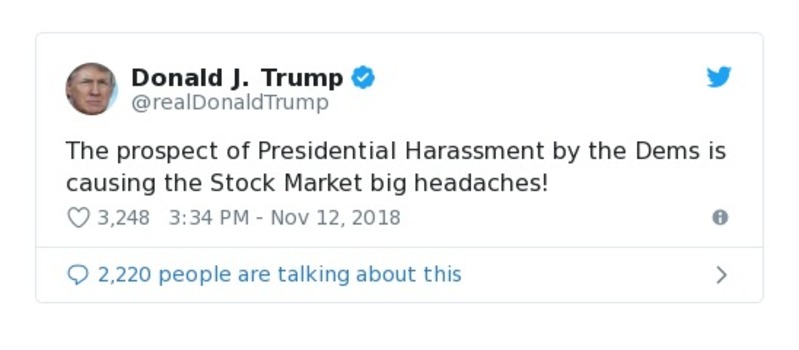 Donald J. Trump
@realDonaldTrump
The prospect of Presidential Harassment by the Dems is
causing the Stock Market big headaches!
3,248 3:34 PM - Nov 12, 2018
2,220 people are talking about this